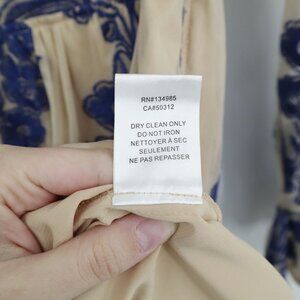 RN#134985
CA#50312
DRY CLEAN ONLY
DO NOT IRON
NETTOYER À SEC
SEULEMENT
NE PAS REPASSER